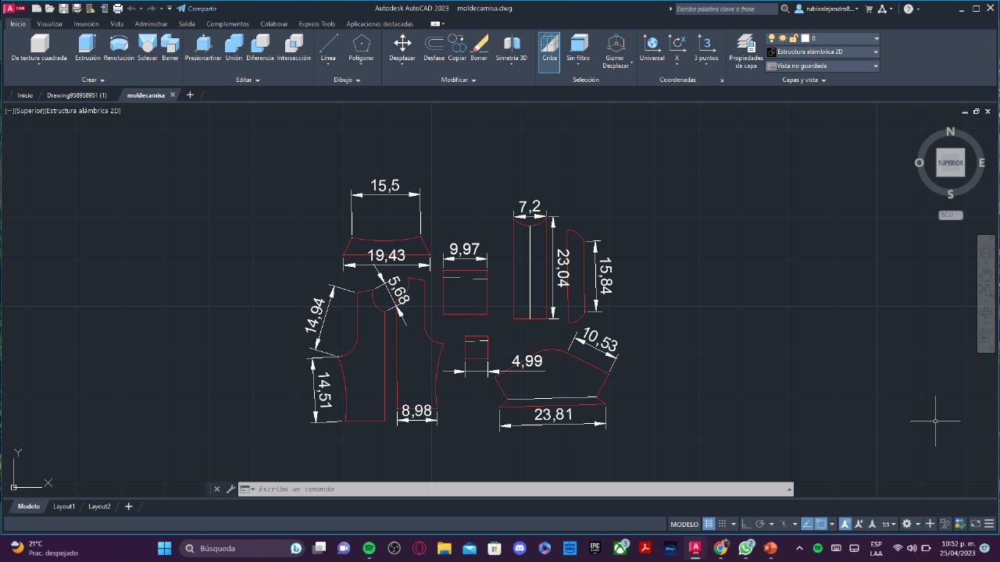 A CAD
Compartir
Autodesk AutoCAD 2023 moldecamisa.dwg
Escriba palabra clave o frase
rubioalejandro8...
Inicio Visualizar Inserción Vista Administrar Salida Complementos Colaborar Express Tools Aplicaciones destacadas
De textura cuadrada Extrusión Revolución Solevar Barrer
Presionartirar Unión Diferencia Intersección
Línea Polígono
Desplazar Desfase Copiar Borrar Simetría 3D
Criba Sin filtro Gizmo Desplazar
Universal X 3 puntos
Propiedades de capa
0
Estructura alámbrica 2D
Vista no guardada
Crear Editar Dibujo Modificar Selección Coordenadas Capas y vista
Inicio Drawing958958951 (1) moldecamisa
[−][Superior][Estructura alámbrica 2D]
N
O SUPERIOR E
S
SCU
15,5
7,2
9,97
19,43
23,04
15,84
5,68
14,94
10,53
4,99
14,51
8,98
23,81
Y
X
Escriba un comando
Modelo Layout1 Layout2
MODELO
1:1
21°C
Prac. despejado
Búsqueda
ESP
LAA
10:52 p. m.
25/04/2023